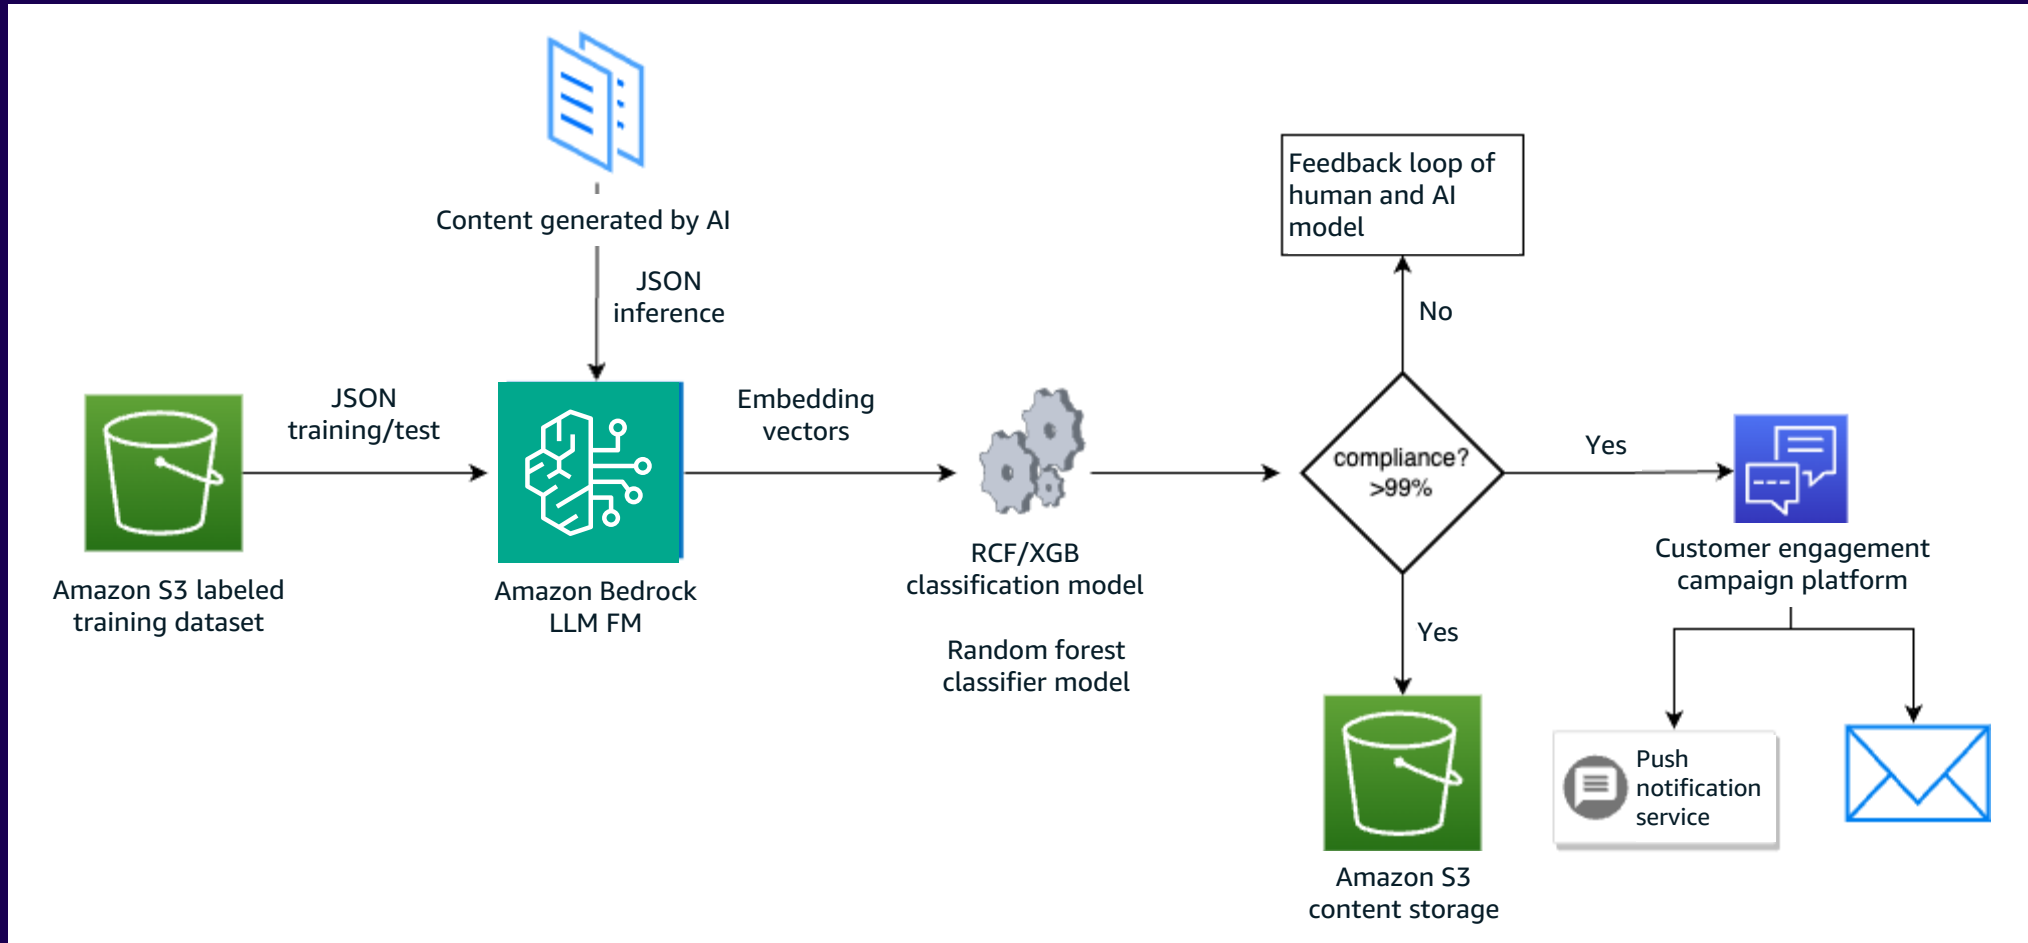 Content generated by AI
JSON
inference
Feedback loop of
human and AI
model
No
JSON
training/test
Embedding
vectors
compliance?
>99%
Yes
Amazon S3 labeled
training dataset
Amazon Bedrock
LLM FM
RCF/XGB
classification model
Random forest
classifier model
Customer engagement
campaign platform
Yes
Push
notification
service
Amazon S3
content storage